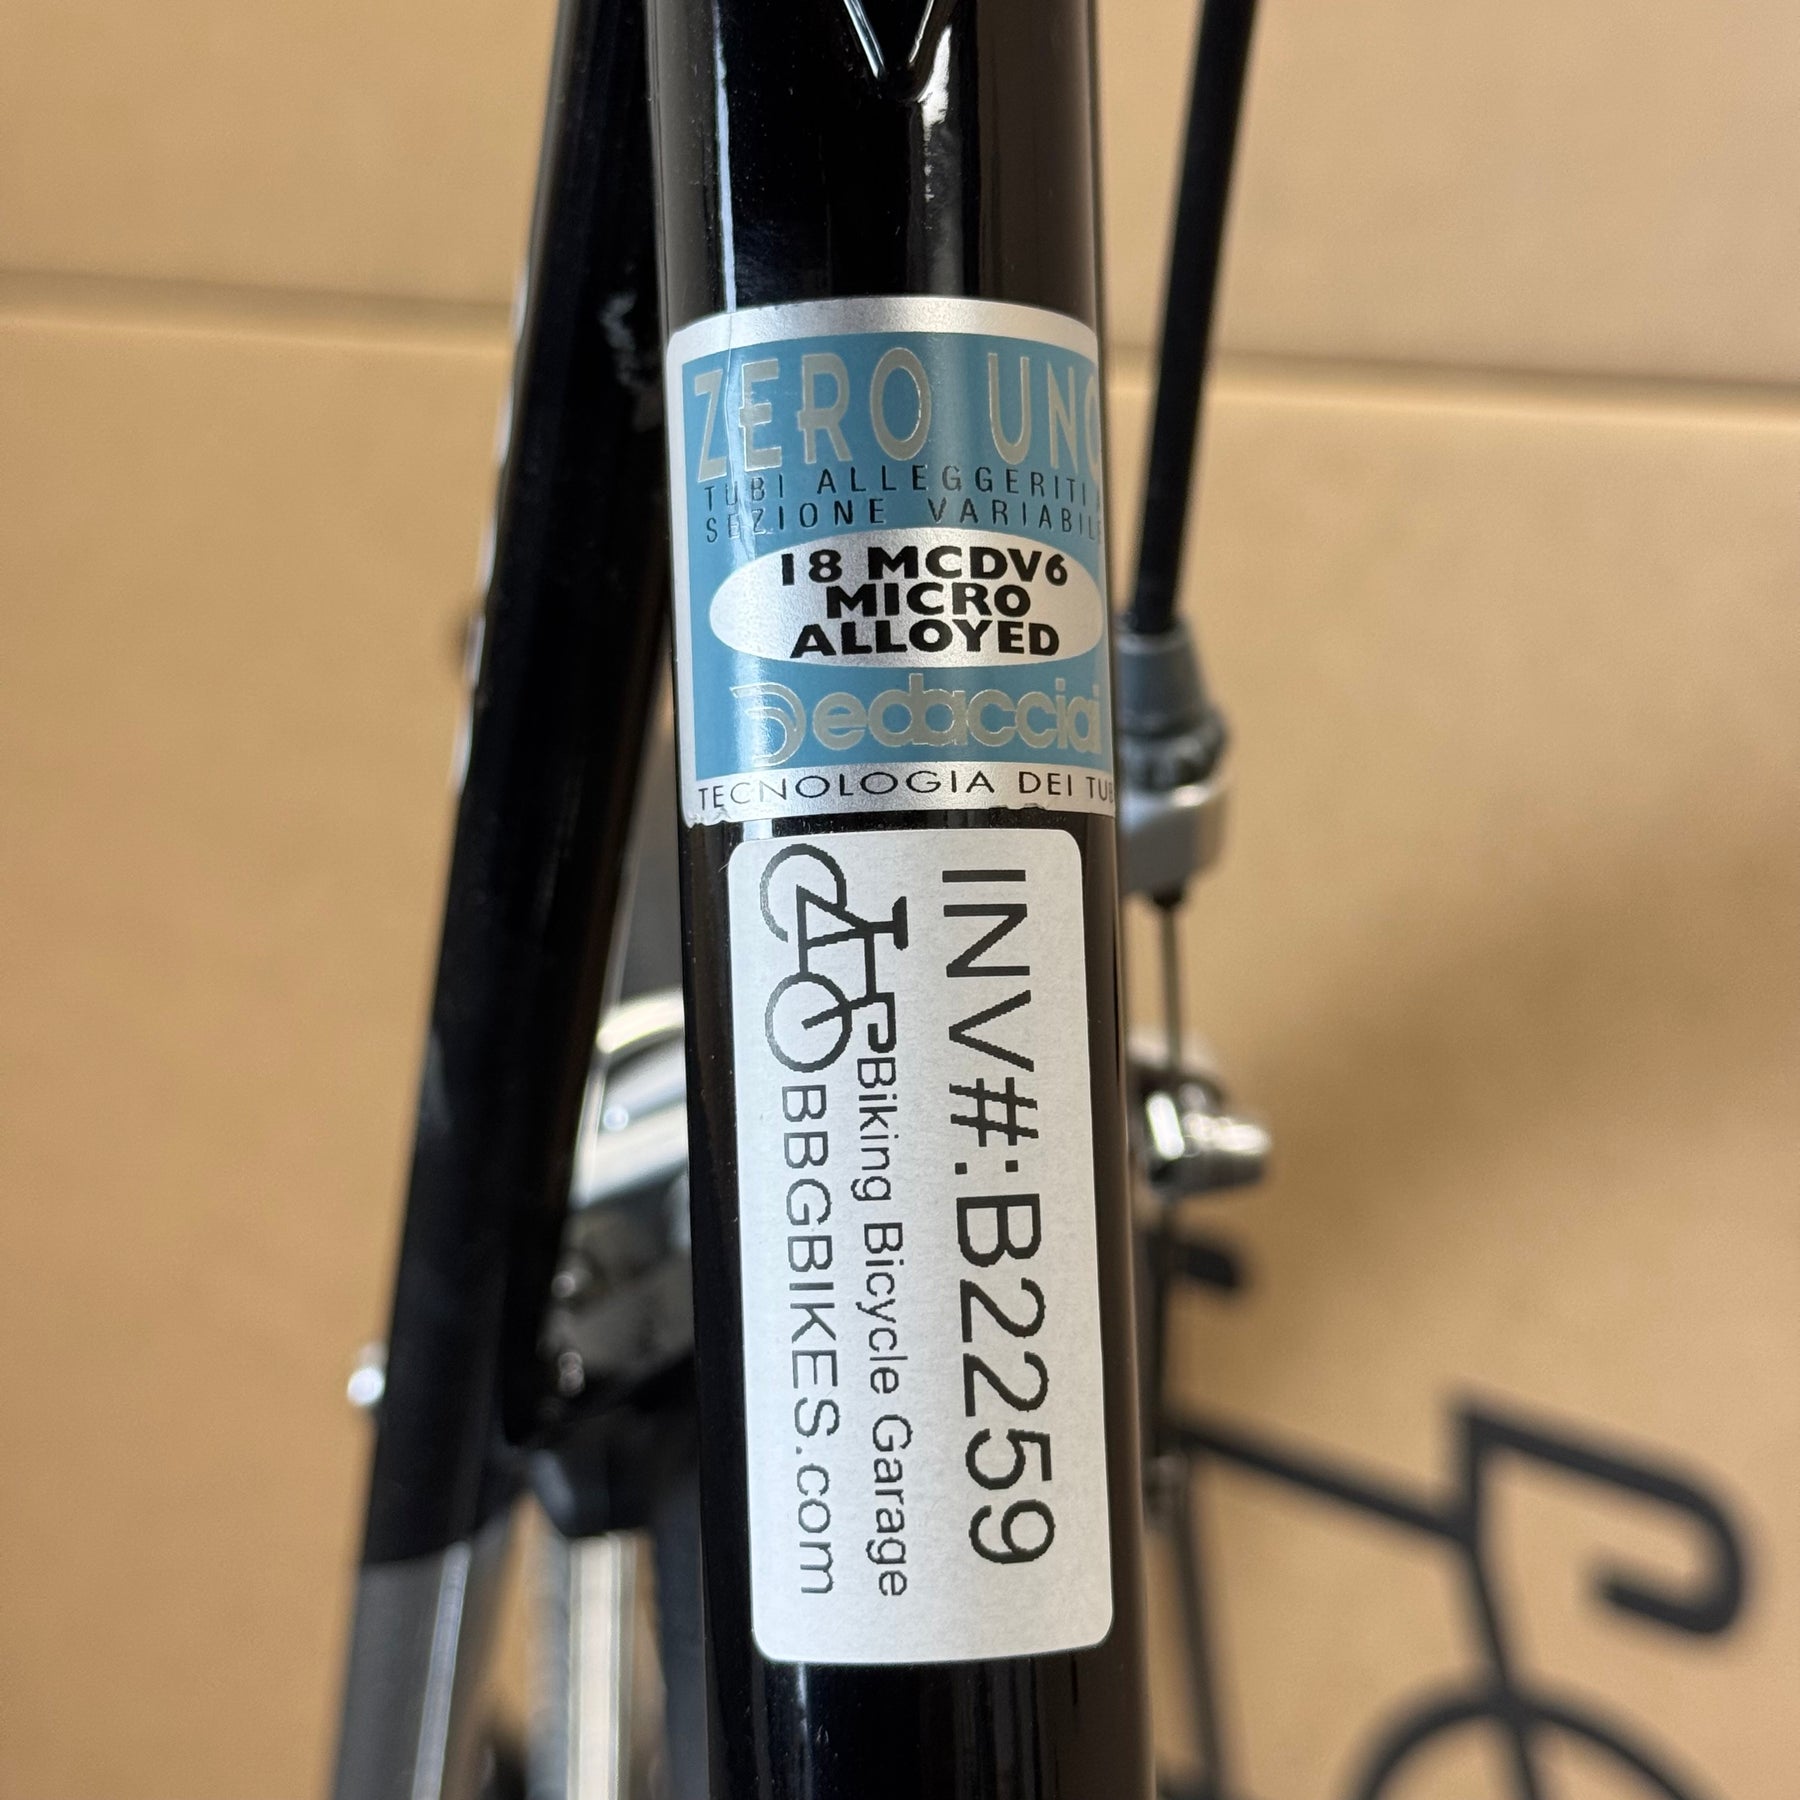 ZERO UNO
TUBI ALLEGGERITI A
SEZIONE VARIABILE
18 MCDV6
MICRO
ALLOYED
Dedacciai
TECNOLOGIA DEI TUBI
INV#:B2259
Biking Bicycle Garage
BBGBIKES.com